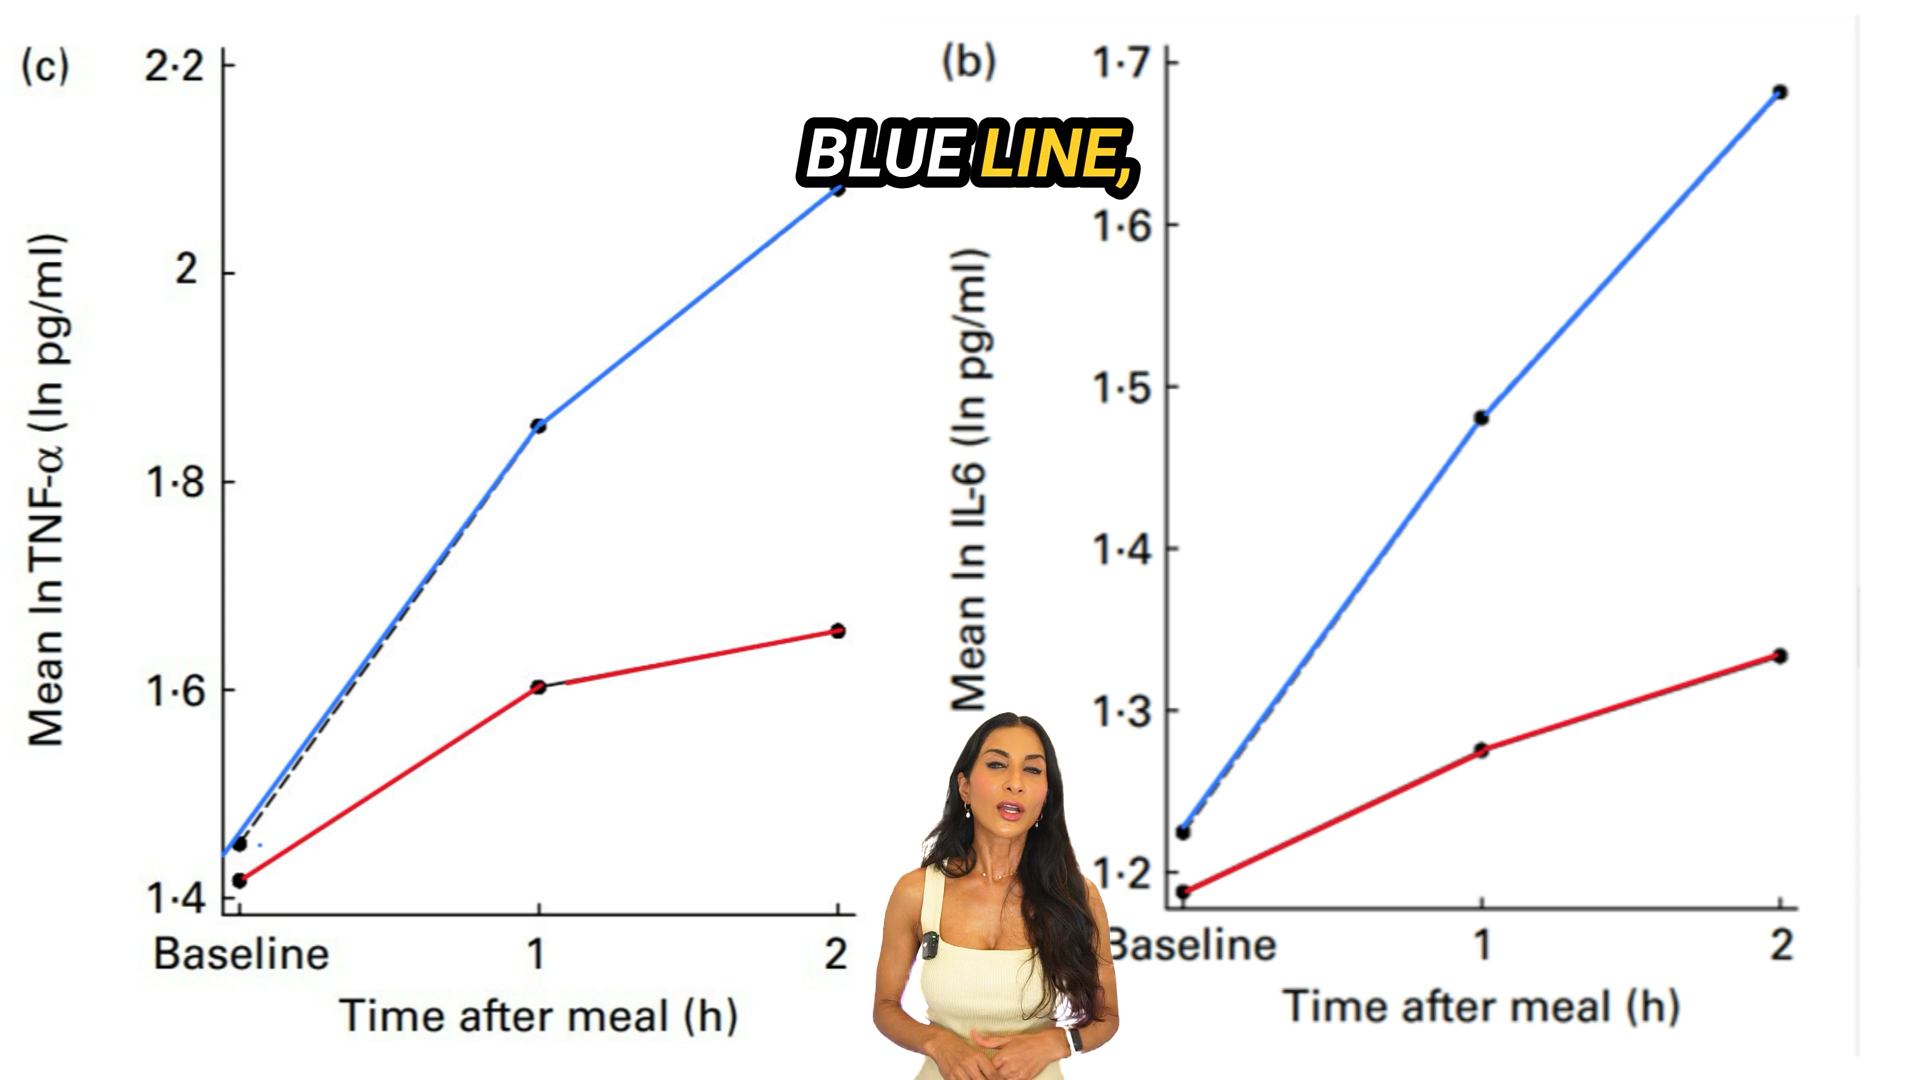 (c)
2·2
2
1·8
1·6
1·4
Mean ln TNF-α (ln pg/ml)
Baseline
1
2
Time after meal (h)
BLUE LINE,
(b)
1·7
1·6
1·5
1·4
1·3
1·2
Mean ln IL-6 (ln pg/ml)
Baseline
1
2
Time after meal (h)